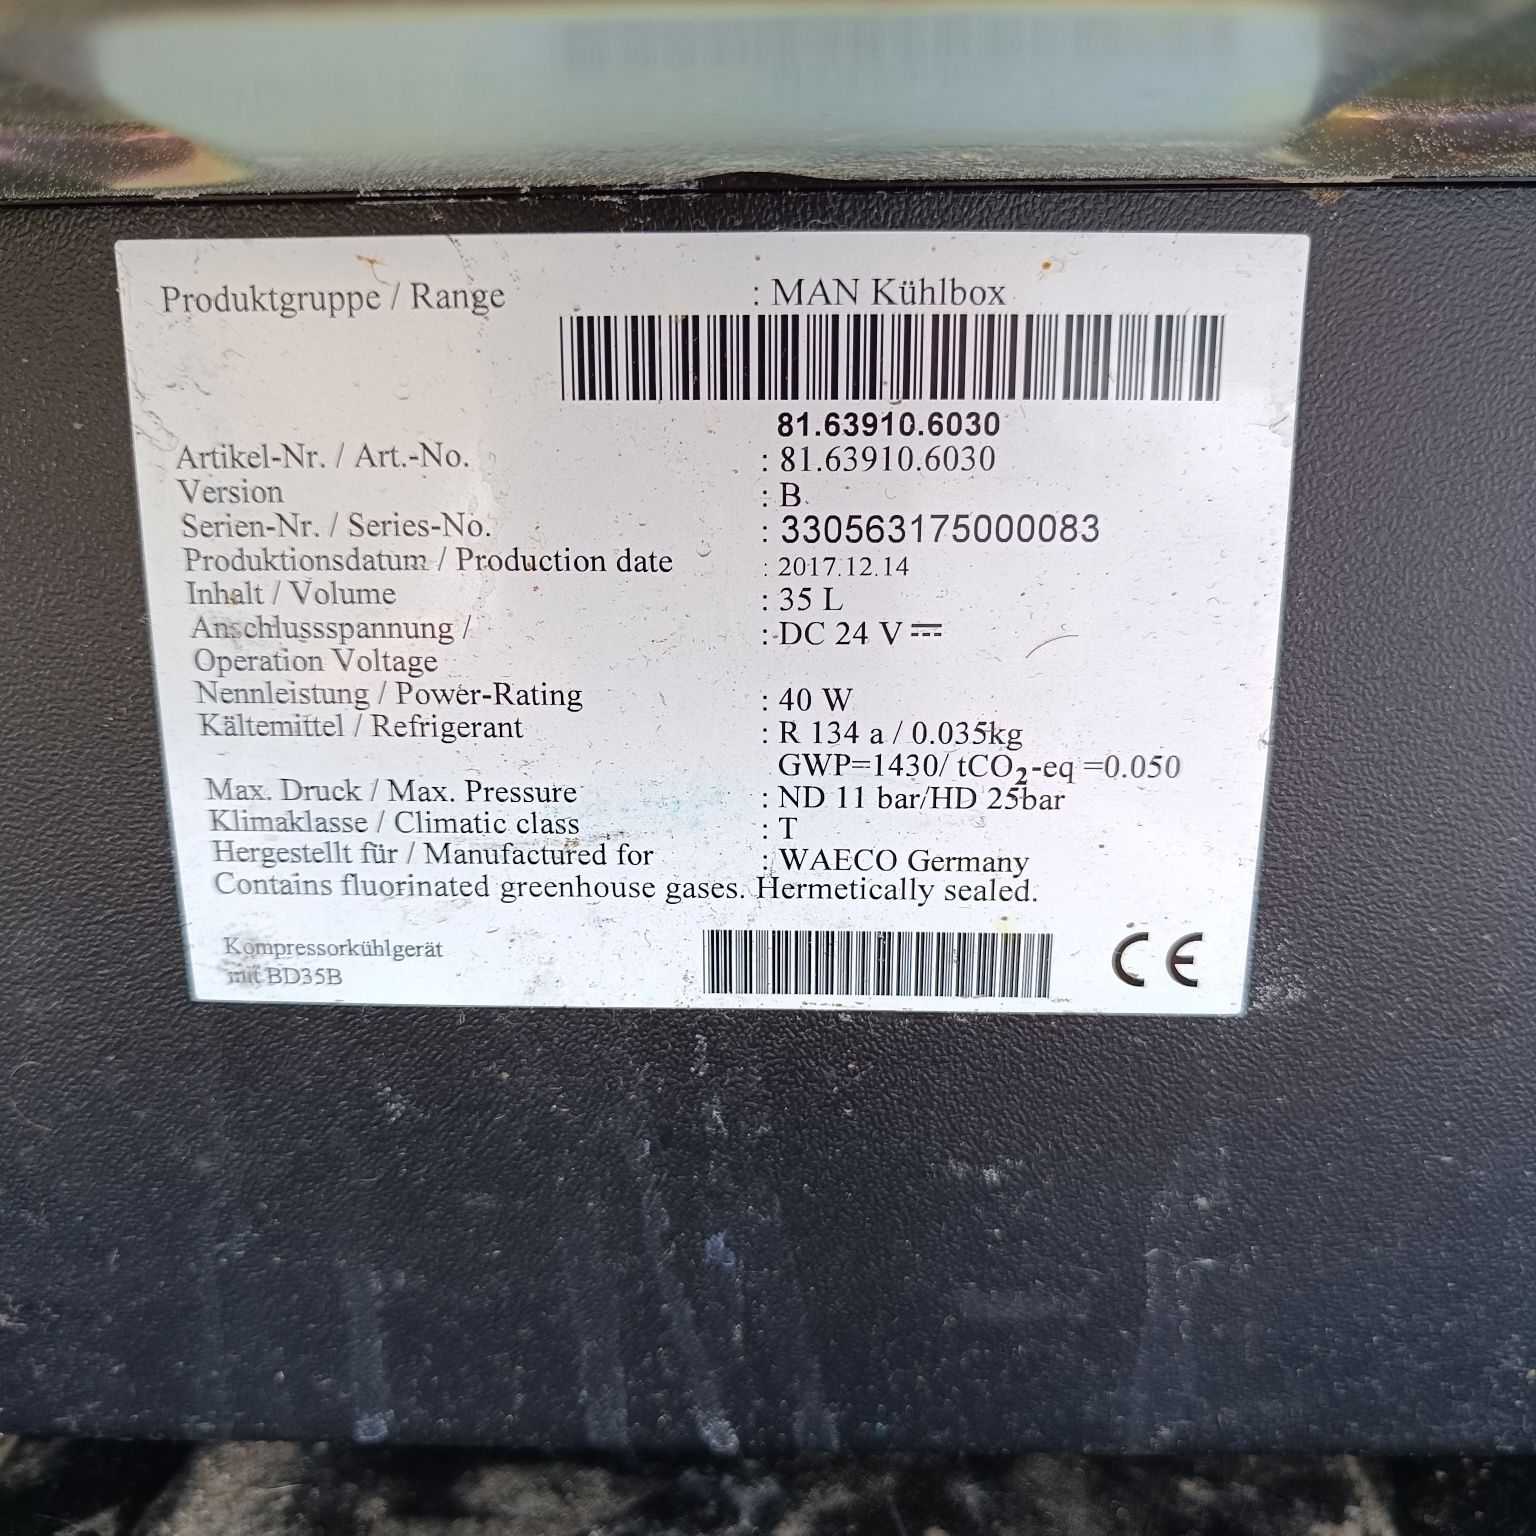 Produktgruppe / Range : MAN Kühlbox
81.63910.6030
Artikel-Nr. / Art.-No. : 81.63910.6030
Version : B
Serien-Nr. / Series-No. : 330563175000083
Produktionsdatum / Production date : 2017.12.14
Inhalt / Volume : 35 L
Anschlussspannung / : DC 24 V ⎓
Operation Voltage
Nennleistung / Power-Rating : 40 W
Kältemittel / Refrigerant : R 134 a / 0.035kg
GWP=1430/ tCO₂-eq =0.050
Max. Druck / Max. Pressure : ND 11 bar/HD 25bar
Klimaklasse / Climatic class : T
Hergestellt für / Manufactured for : WAECO Germany
Contains fluorinated greenhouse gases. Hermetically sealed.
Kompressorkühlgerät
mit BD35B
CE